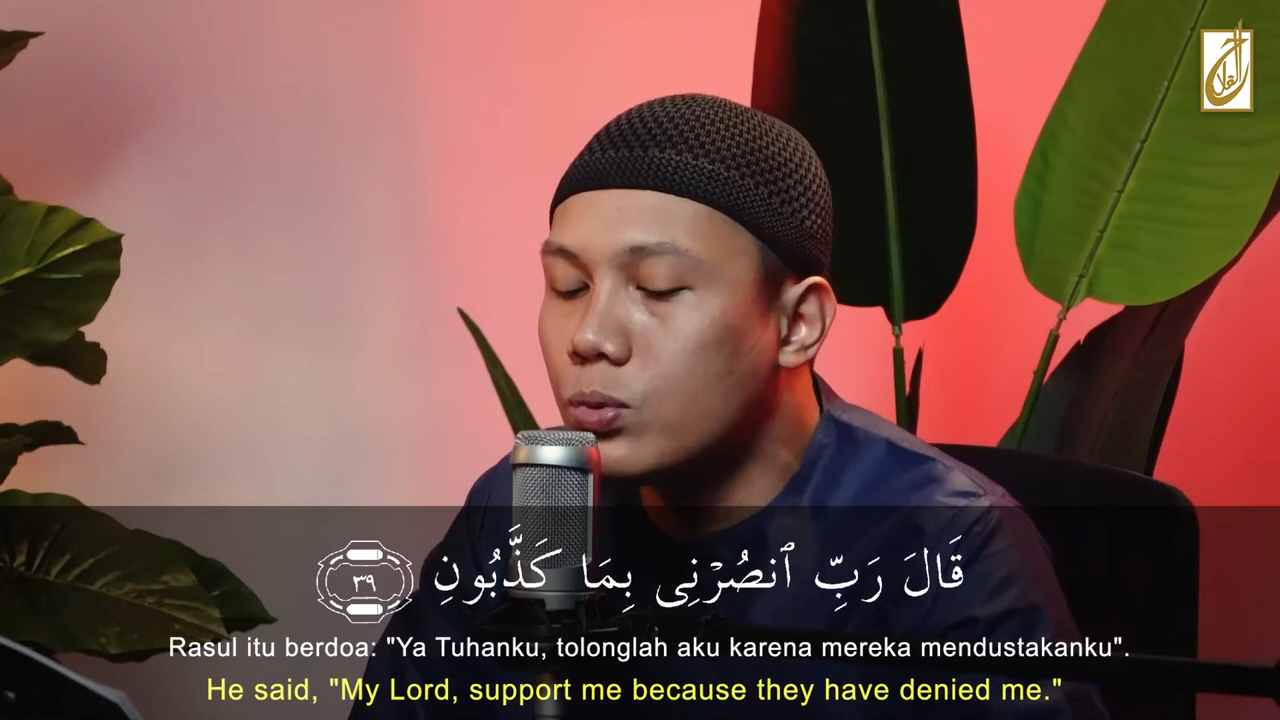 قَالَ رَبِّ ٱنصُرْنِى بِمَا كَذَّبُونِ ٣٩
Rasul itu berdoa: "Ya Tuhanku, tolonglah aku karena mereka mendustakanku".
He said, "My Lord, support me because they have denied me."